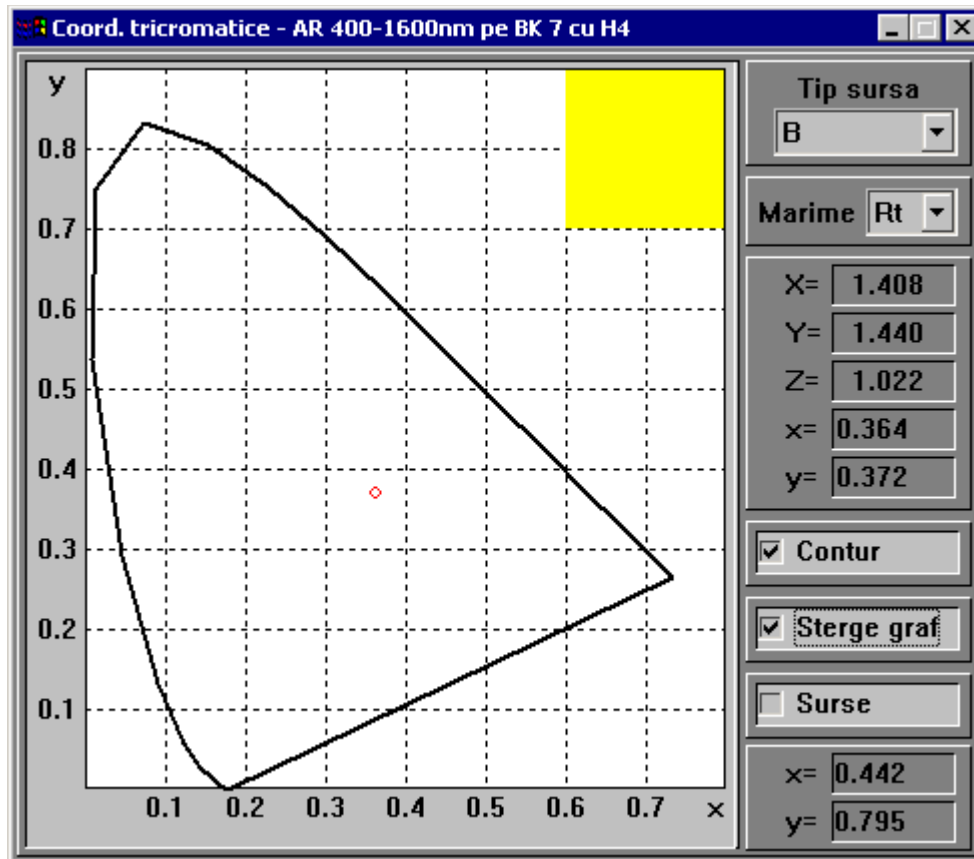 Coord. tricromatice - AR 400-1600nm pe BK 7 cu H4
y
0.8
0.7
0.6
0.5
0.4
0.3
0.2
0.1
0.1 0.2 0.3 0.4 0.5 0.6 0.7 x
Tip sursa
B
Marime Rt
X= 1.408
Y= 1.440
Z= 1.022
x= 0.364
y= 0.372
Contur
Sterge graf
Surse
x= 0.442
y= 0.795